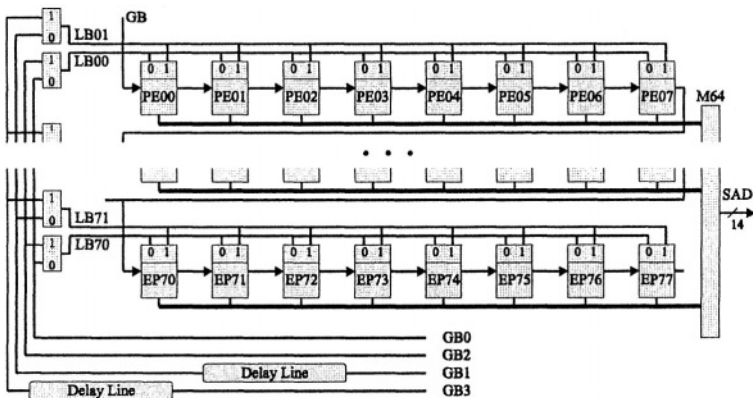 1 GB
0 LB01
1 LB00
0
0 1 0 1 0 1 0 1 0 1 0 1 0 1 0 1
PE00 PE01 PE02 PE03 PE04 PE05 PE06 PE07 M64
1
• • •
1
0 LB71
1 LB70
0
SAD
14
0 1 0 1 0 1 0 1 0 1 0 1 0 1 0 1
EP70 EP71 EP72 EP73 EP74 EP75 EP76 EP77
GB0
GB2
Delay Line GB1
Delay Line GB3